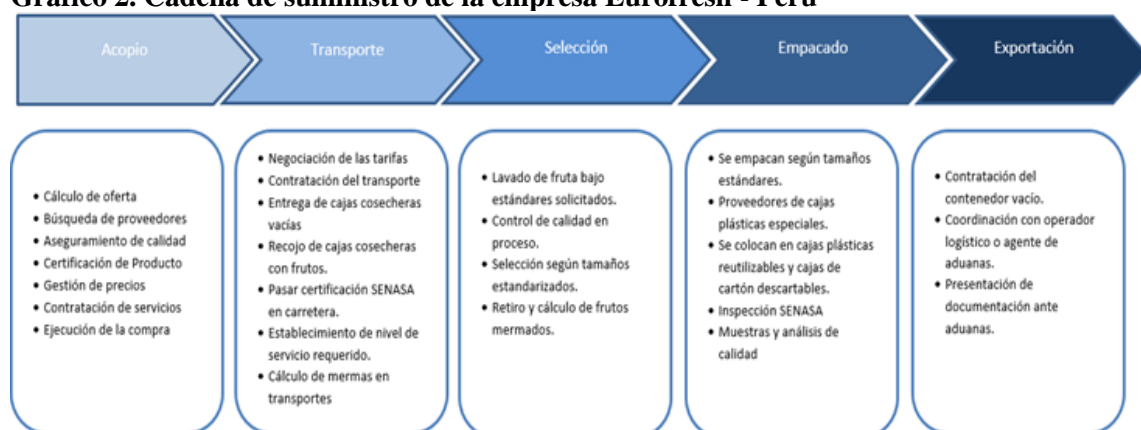 Gráfico 2. Cadena de suministro de la empresa Eurofresh - Perú
Acopio
Transporte
Selección
Empacado
Exportación
• Cálculo de oferta
• Búsqueda de proveedores
• Aseguramiento de calidad
• Certificación de Producto
• Gestión de precios
• Contratación de servicios
• Ejecución de la compra
• Negociación de las tarifas
• Contratación del transporte
• Entrega de cajas cosecheras
vacías
• Recojo de cajas cosecheras
con frutos.
• Pasar certificación SENASA
en carretera.
• Establecimiento de nivel de
servicio requerido.
• Cálculo de mermas en
transportes
• Lavado de fruta bajo
estándares solicitados.
• Control de calidad en
proceso.
• Selección según tamaños
estandarizados.
• Retiro y cálculo de frutos
mermados.
• Se empacan según tamaños
estándares.
• Proveedores de cajas
plásticas especiales.
• Se colocan en cajas plásticas
reutilizables y cajas de
cartón descartables.
• Inspección SENASA
• Muestras y análisis de
calidad
• Contratación del
contenedor vacío.
• Coordinación con operador
logístico o agente de
aduanas.
• Presentación de
documentación ante
aduanas.